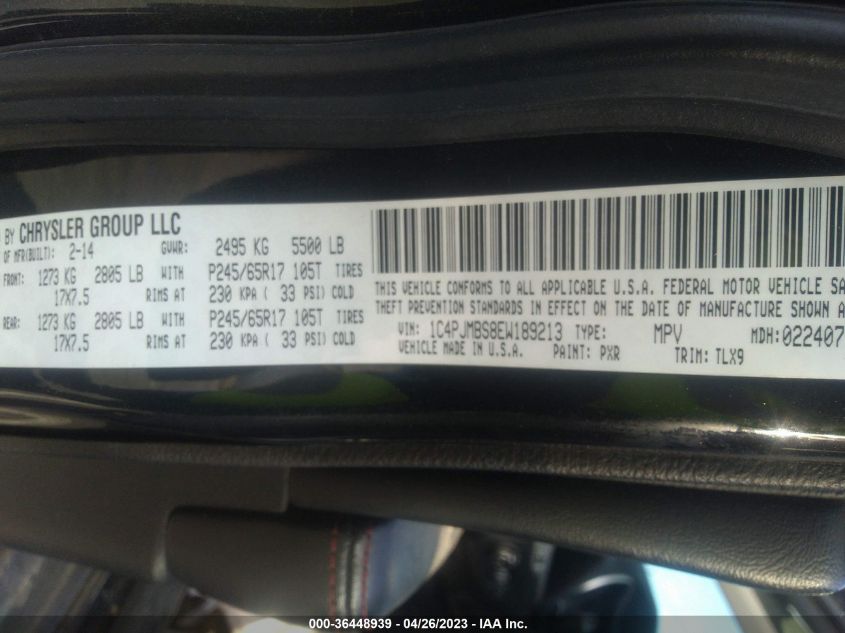 BY CHRYSLER GROUP LLC
OF MFR(BUILT): 2-14 GVWR: 2495 KG 5500 LB
FRONT: 1273 KG 2805 LB WITH P245/65R17 105T TIRES
17X7.5 RIMS AT 230 KPA ( 33 PSI) COLD
REAR: 1273 KG 2805 LB WITH P245/65R17 105T TIRES
17X7.5 RIMS AT 230 KPA ( 33 PSI) COLD
THIS VEHICLE CONFORMS TO ALL APPLICABLE U.S.A. FEDERAL MOTOR VEHICLE SA
THEFT PREVENTION STANDARDS IN EFFECT ON THE DATE OF MANUFACTURE SHOWN A
VIN: 1C4PJMBS8EW189213 TYPE: MPV MDH:022407
VEHICLE MADE IN U.S.A. PAINT: PXR TRIM: TLX9
000-36448939 - 04/26/2023 - IAA Inc.